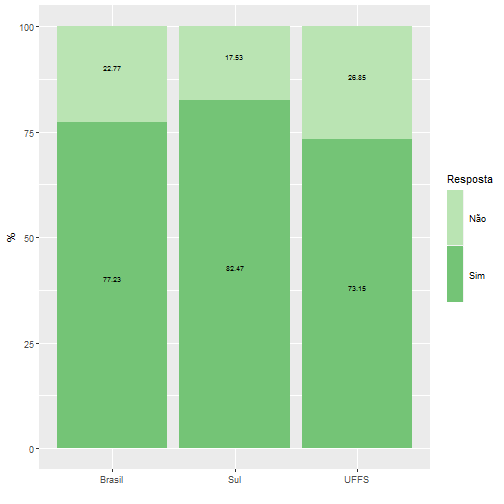 100
75
50
25
0
%
22.77
17.53
26.85
77.23
82.47
73.15
Brasil
Sul
UFFS
Resposta
Não
Sim